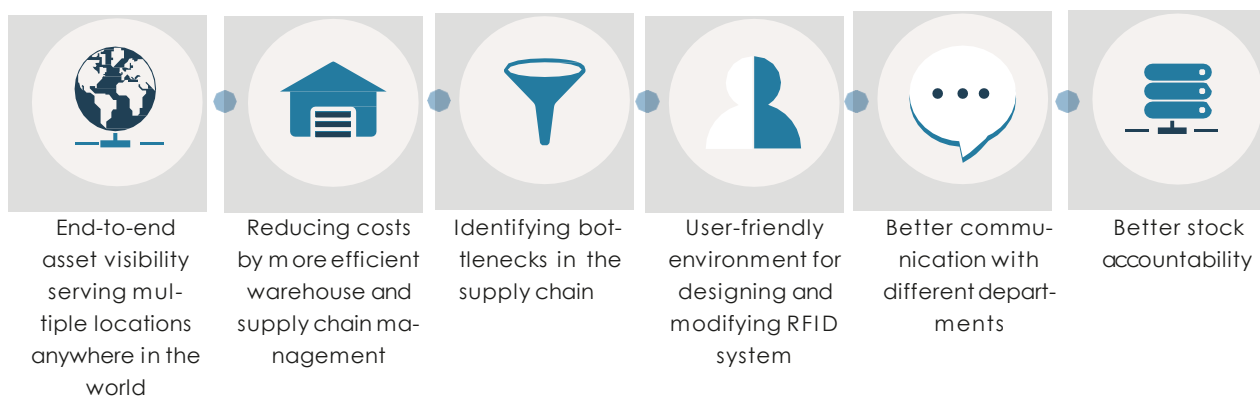 End-to-end
asset visibility
serving mul-
tiple locations
anywhere in the
world
Reducing costs
by more efficient
warehouse and
supply chain ma-
nagement
Identifying bot-
tlenecks in the
supply chain
User-friendly
environment for
designing and
modifying RFID
system
Better commu-
nication with
different depart-
ments
Better stock
accountability